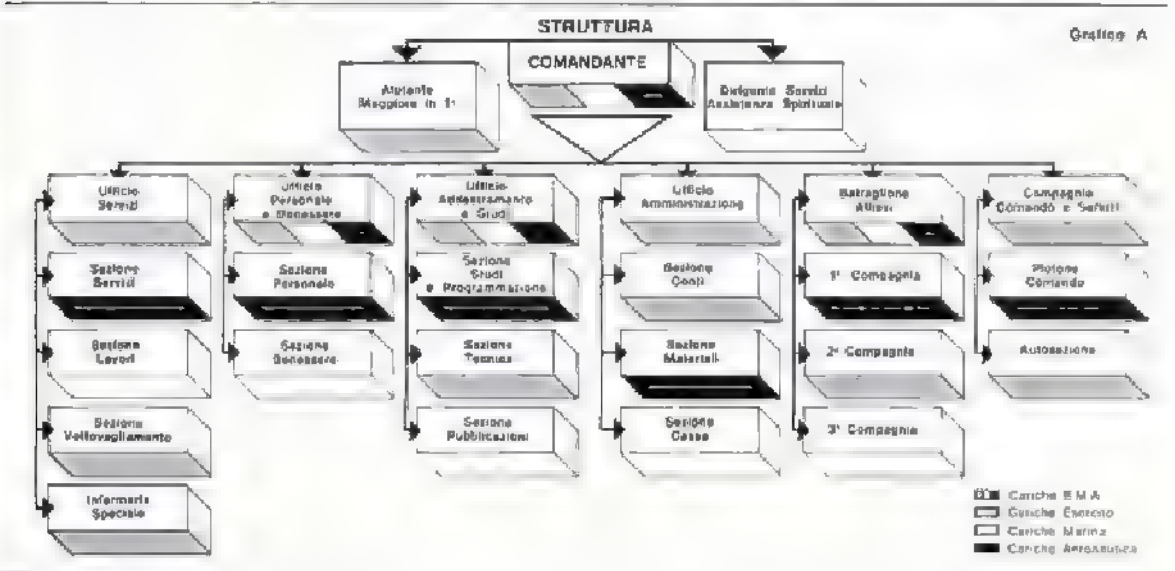 STRUTTURA
Grafico A
COMANDANTE
Aiutante
Maggiore in 1ª
Dirigente Servizi
Assistenza Spirituale
Ufficio
Servizi
Ufficio
Personale
e Benessere
Ufficio
Addestramento
e Studi
Ufficio
Amministrazione
Battaglione
Allievi
Compagnia
Comando e Servizi
Sezione
Servizi
Sezione
Personale
Sezione
Studi
e Programmazione
Sezione
Conti
1ª Compagnia
Plotone
Comando
Sezione
Lavori
Sezione
Benessere
Sezione
Tecnica
Sezione
Materiali
2ª Compagnia
Autosezione
Sezione
Vettovagliamento
Sezione
Pubblicazioni
Sezione
Cassa
3ª Compagnia
Infermeria
Speciale
Cariche
Cariche Esercito
Cariche Marina
Cariche Aeronautica